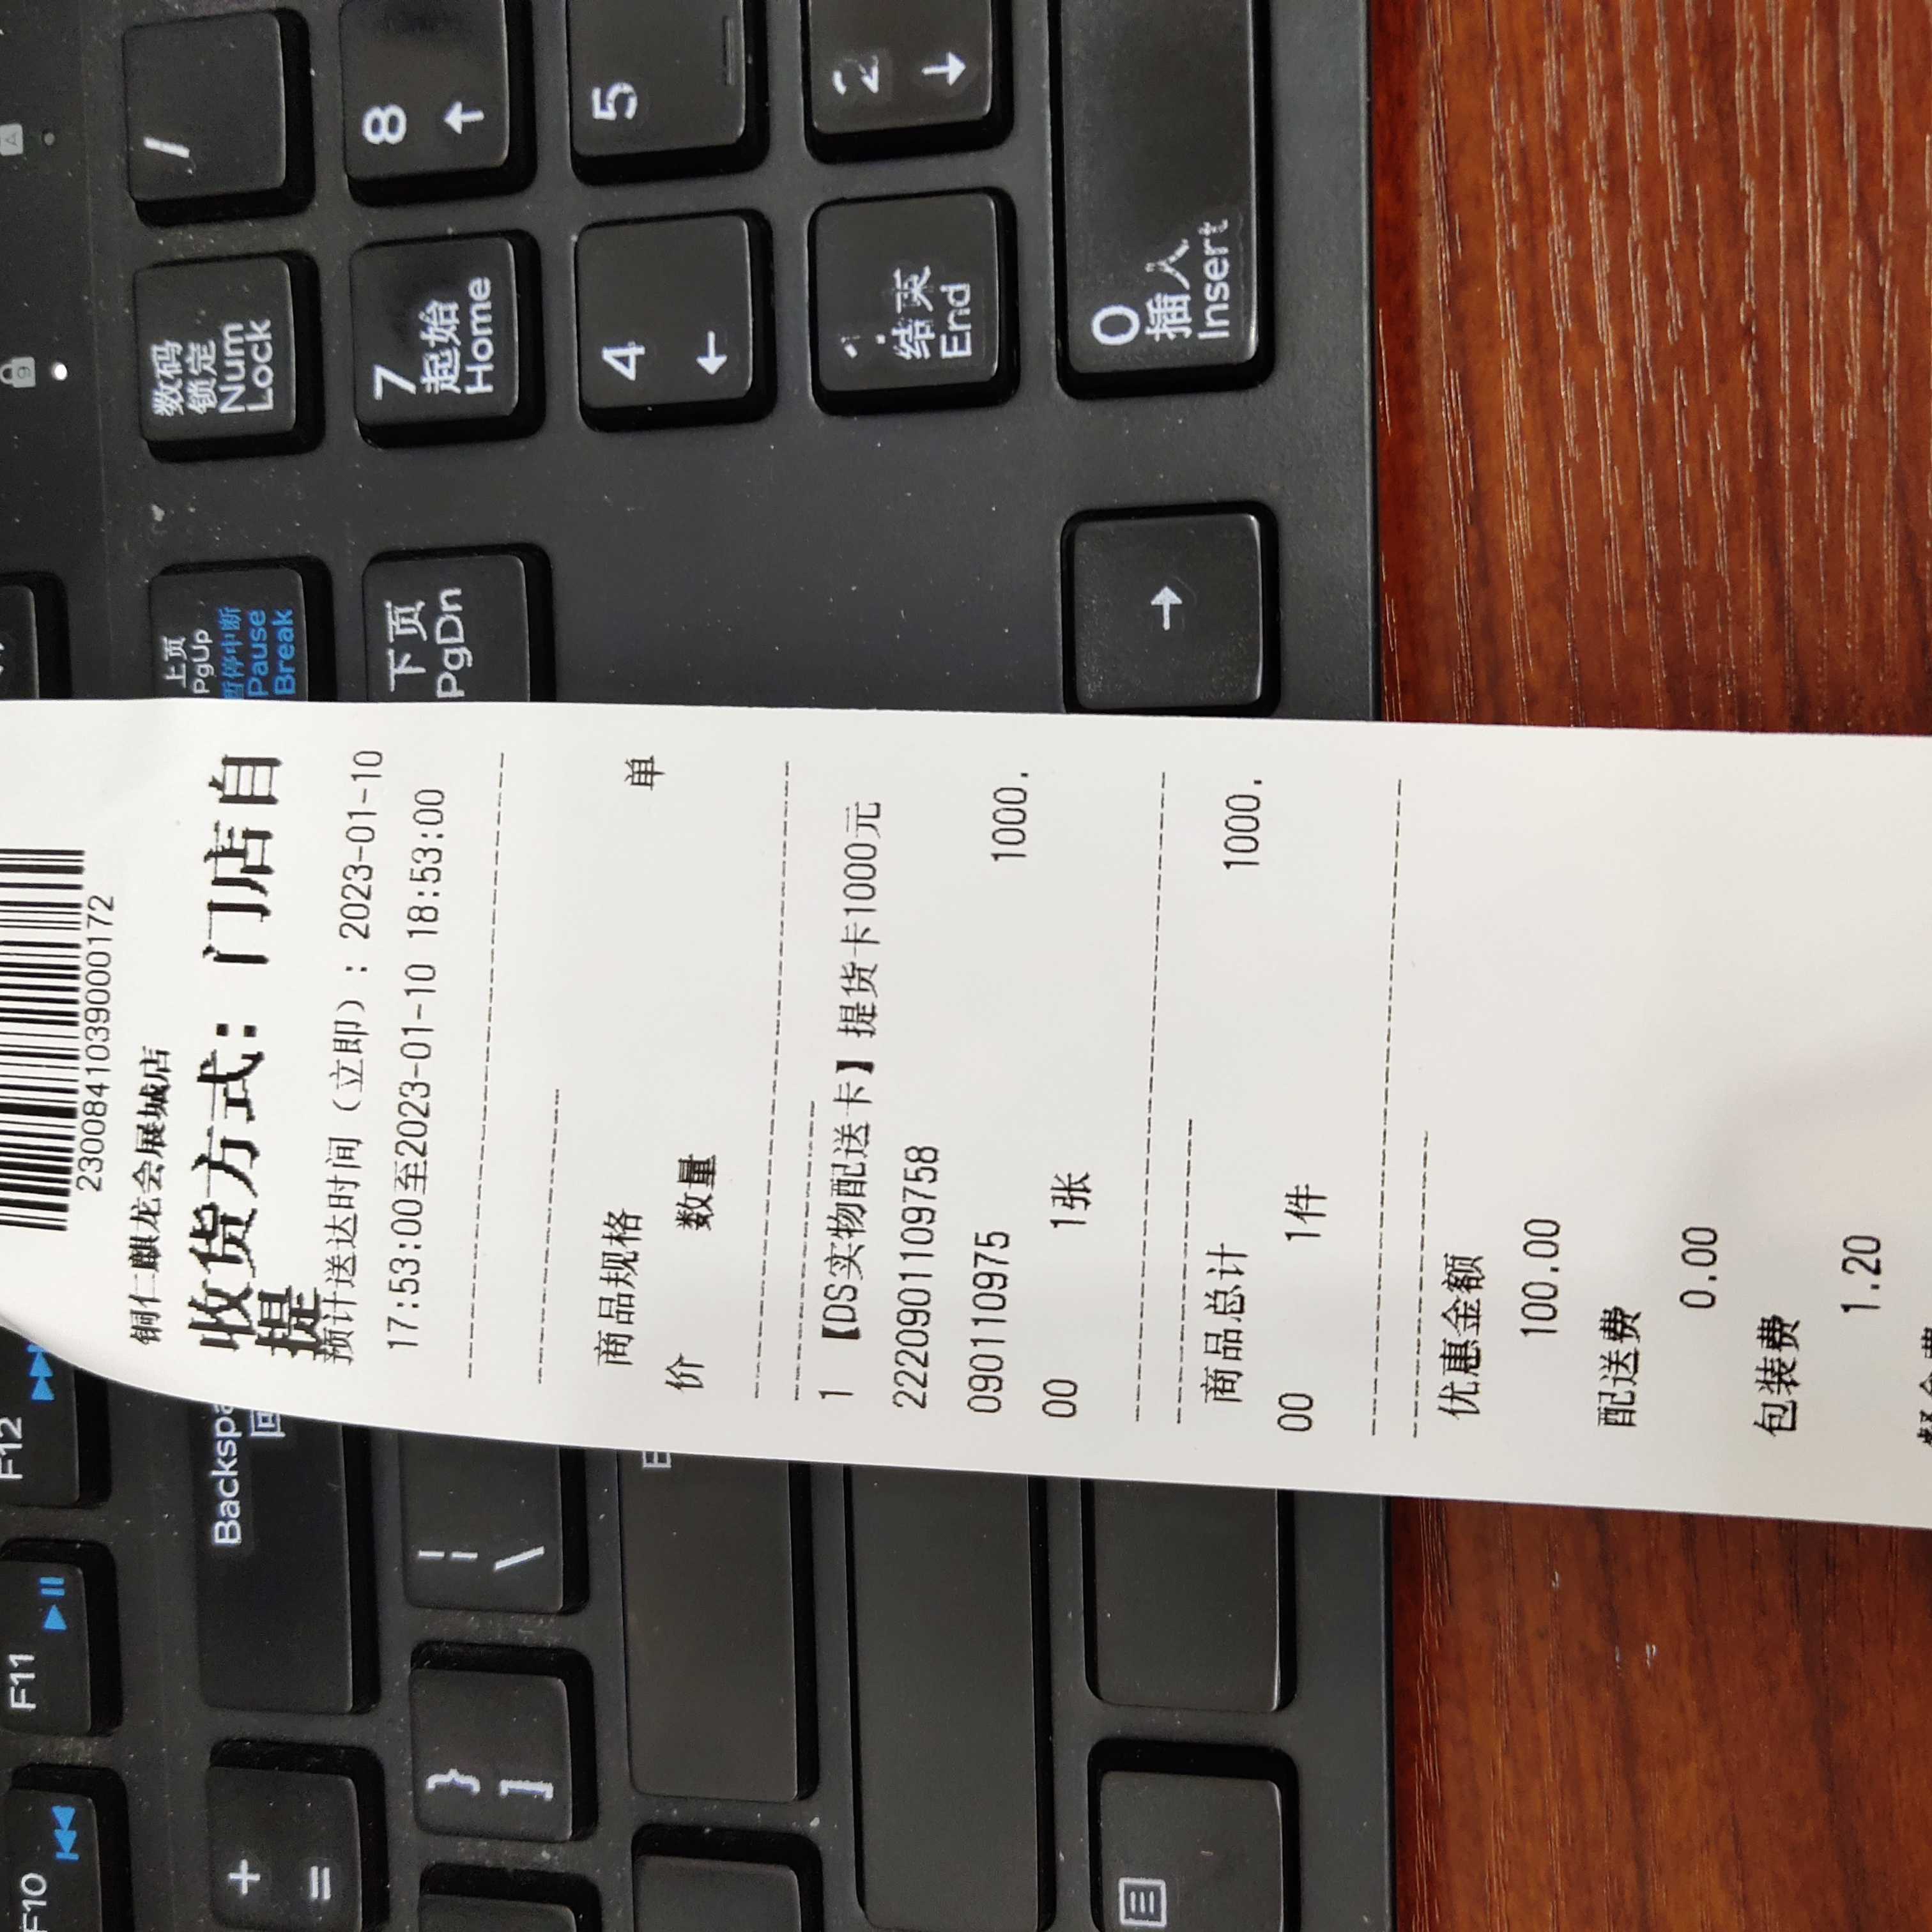 2300841039000172
铜仁麒龙会展城店
收货方式：门店自
提
预计送达时间（立即）：2023-01-10
17:53:00至2023-01-10 18:53:00
商品规格 单
价 数量
1 【DS实物配送卡】提货卡1000元
2220901109758
0901110975 1000.
00 1张
商品总计 1000.
00 1件
优惠金额
100.00
配送费
0.00
包装费
1.20
/
8
5
2
数码
锁定
Num
Lock
7
起始
Home
4
1
结束
End
0
插入
Insert
上页
PgUp
暂停中断
Pause
Break
下页
PgDn
F12
F11
F10
Backspa
回
¦
\
}
]
+
=